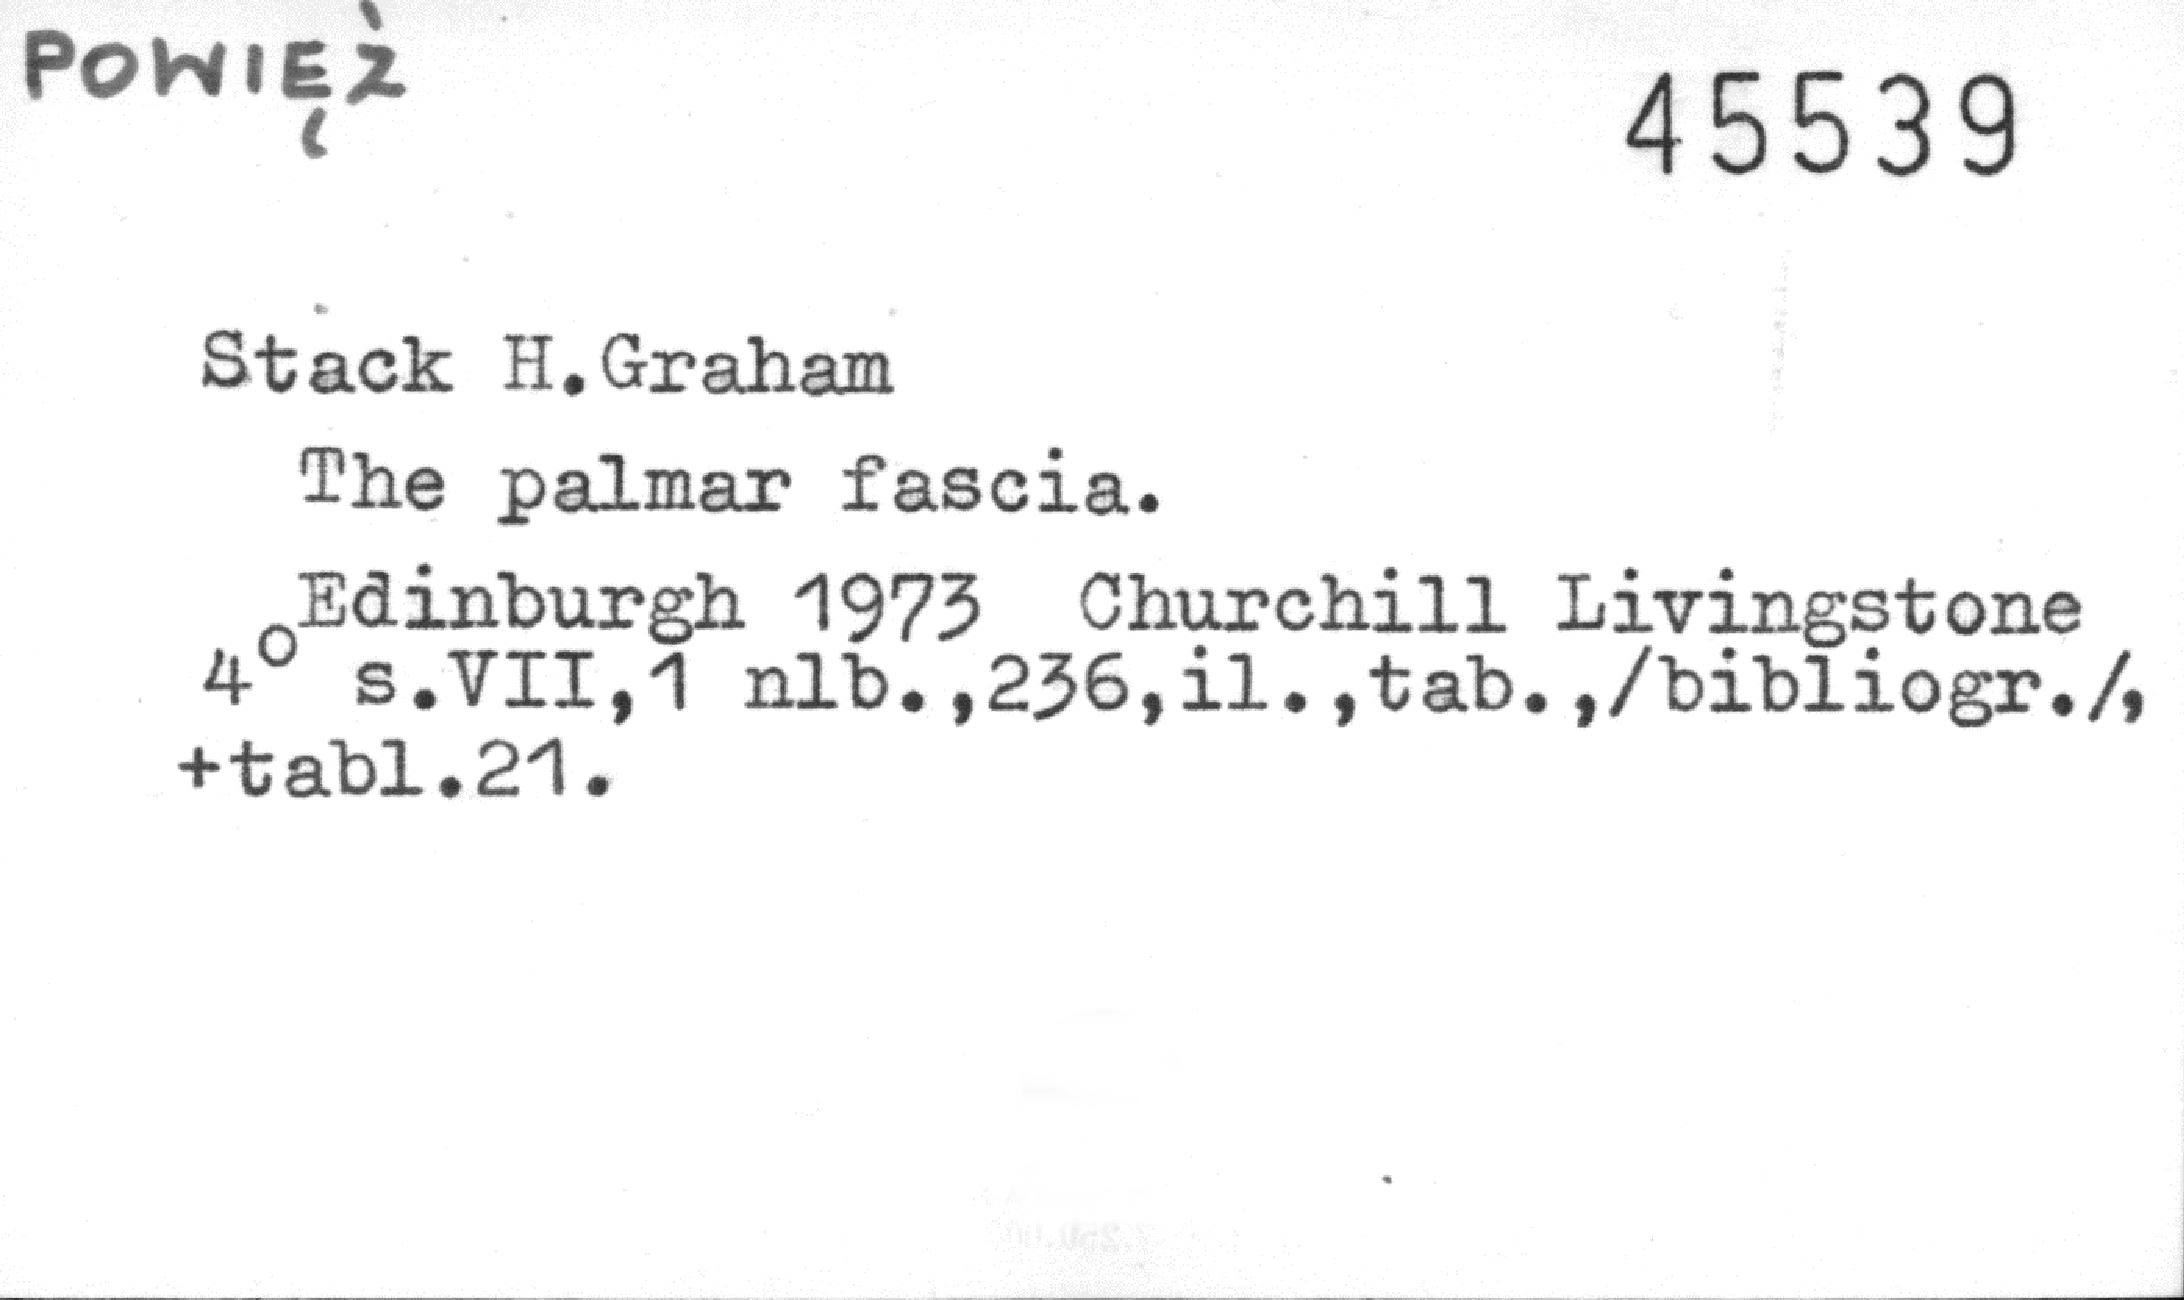 POWIĘŻ
45539
Stack H.Graham
The palmar fascia.
Edinburgh 1973 Churchill Livingstone
4° s.VII,1 nlb.,236,il.,tab.,/bibliogr./,
+tabl.21.